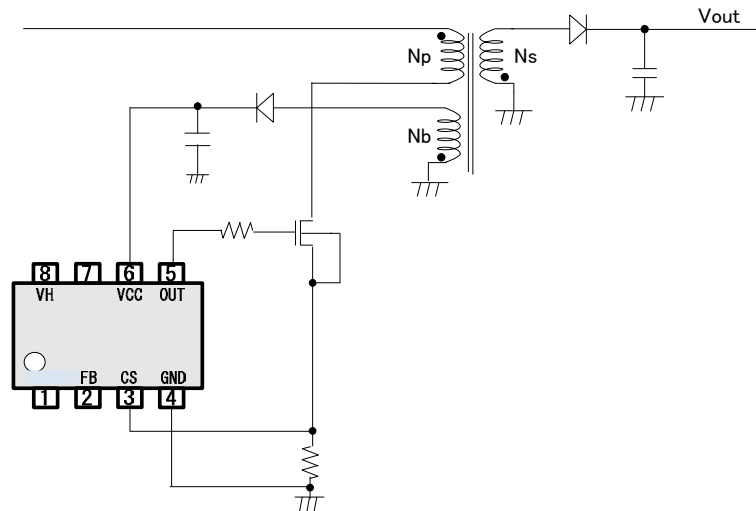 Vout
Np
Ns
Nb
8 7 6 5
VH VCC OUT
FB CS GND
1 2 3 4